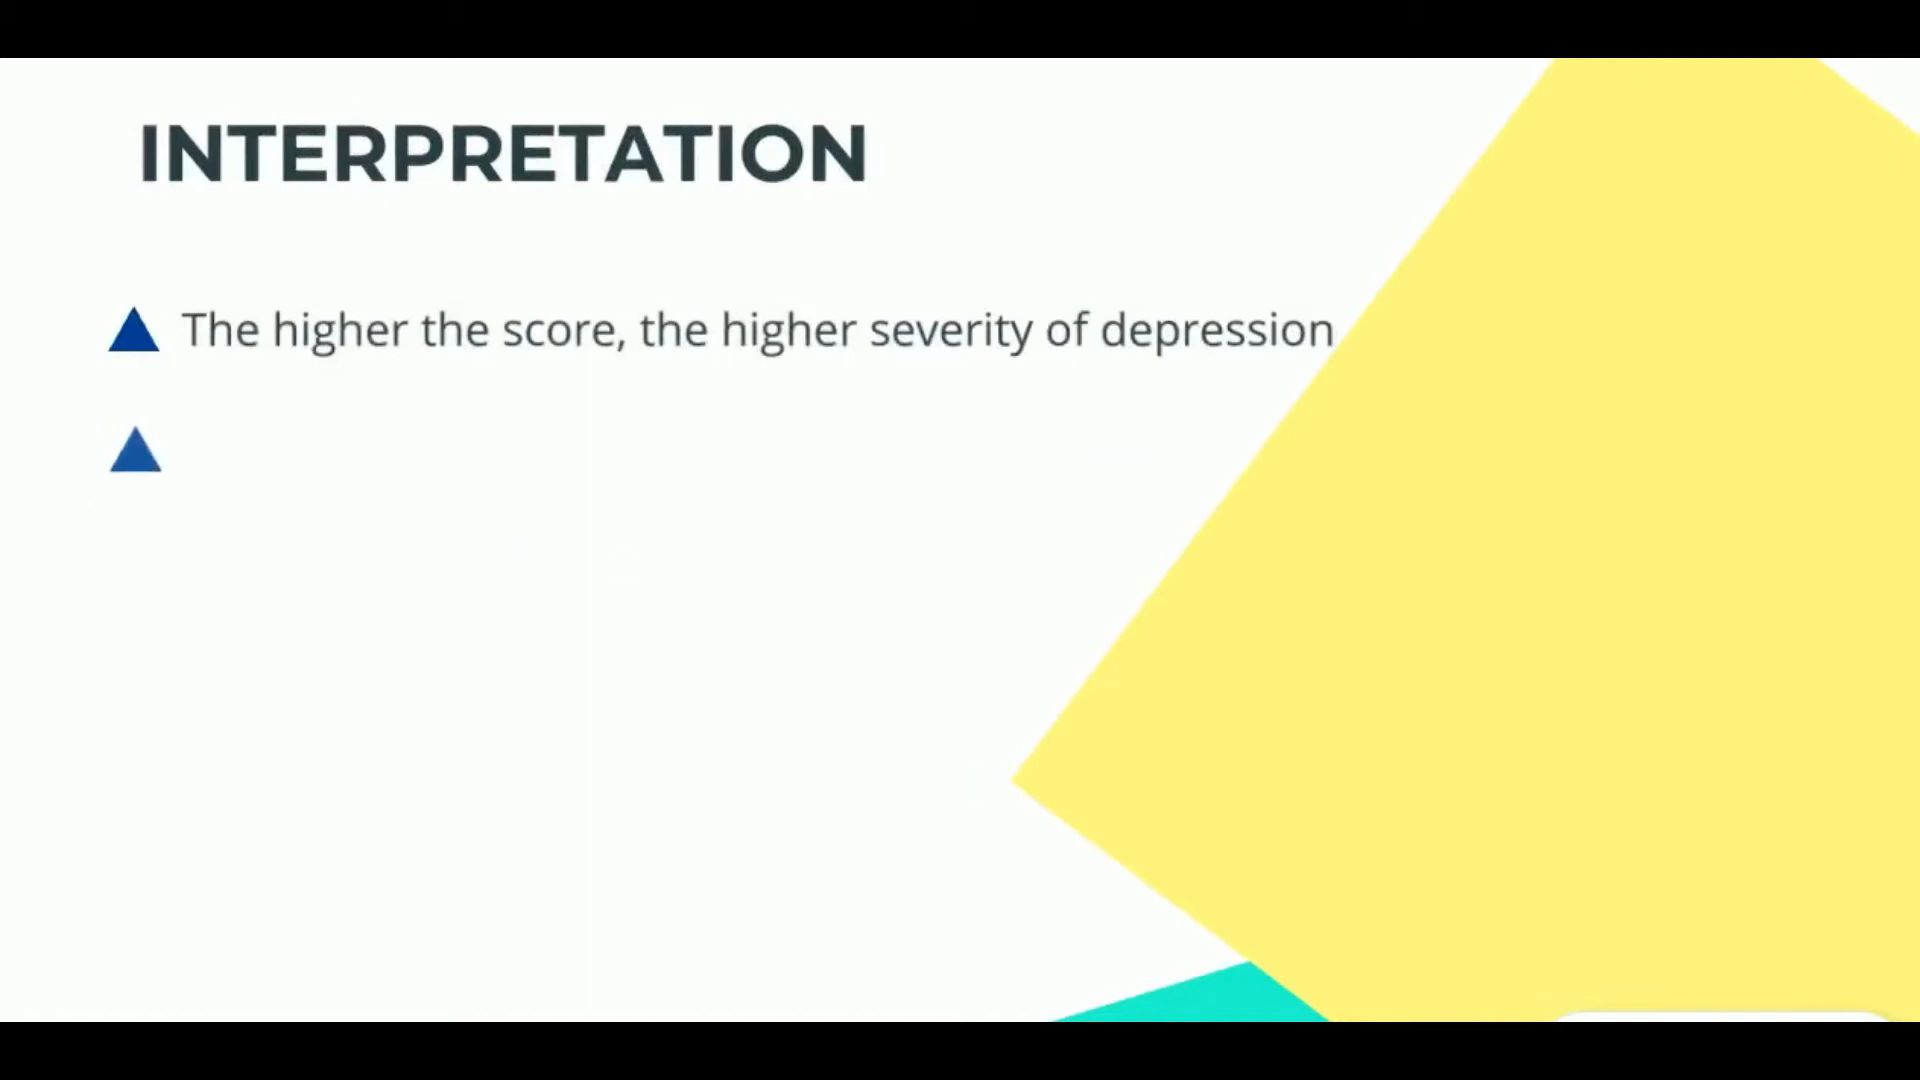 INTERPRETATION
The higher the score, the higher severity of depression